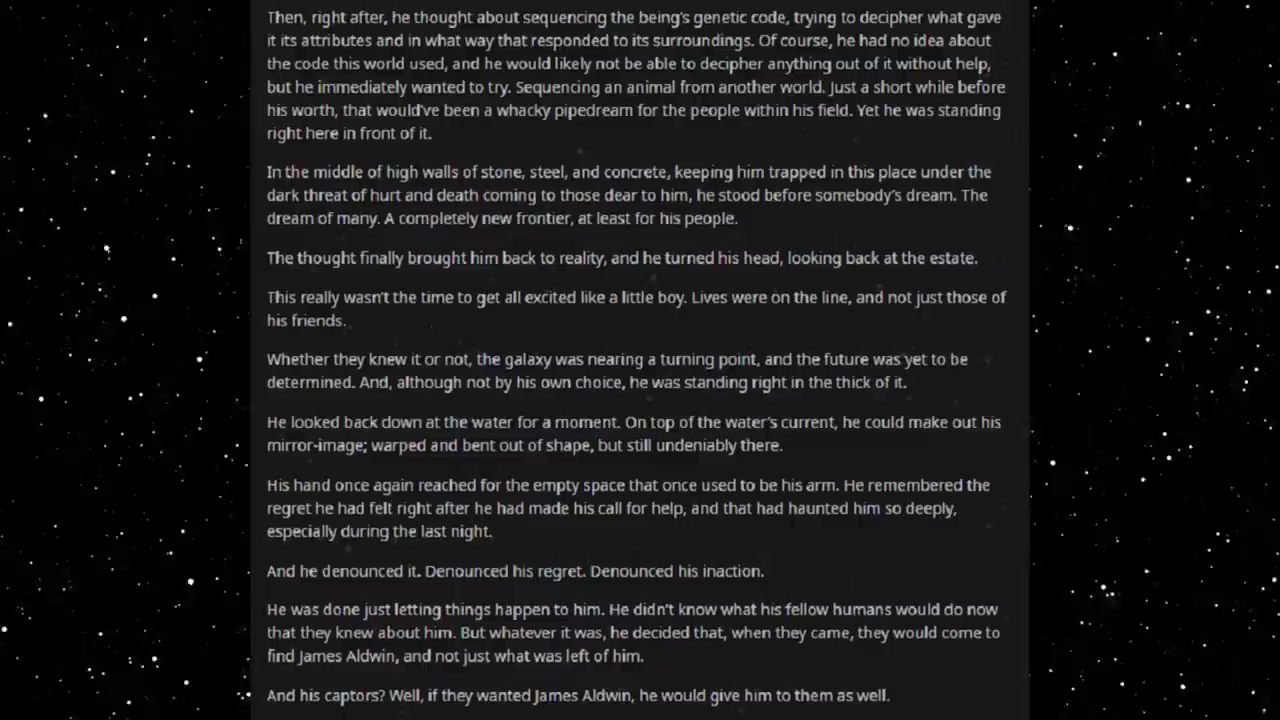 Then, right after, he thought about sequencing the being's genetic code, trying to decipher what gave
it its attributes and in what way that responded to its surroundings. Of course, he had no idea about
the code this world used, and he would likely not be able to decipher anything out of it without help,
but he immediately wanted to try. Sequencing an animal from another world. Just a short while before
his worth, that would've been a whacky pipedream for the people within his field. Yet he was standing
right here in front of it.
In the middle of high walls of stone, steel, and concrete, keeping him trapped in this place under the
dark threat of hurt and death coming to those dear to him, he stood before somebody's dream. The
dream of many. A completely new frontier, at least for his people.
The thought finally brought him back to reality, and he turned his head, looking back at the estate.
This really wasn't the time to get all excited like a little boy. Lives were on the line, and not just those of
his friends.
Whether they knew it or not, the galaxy was nearing a turning point, and the future was yet to be
determined. And, although not by his own choice, he was standing right in the thick of it.
He looked back down at the water for a moment. On top of the water's current, he could make out his
mirror-image; warped and bent out of shape, but still undeniably there.
His hand once again reached for the empty space that once used to be his arm. He remembered the
regret he had felt right after he had made his call for help, and that had haunted him so deeply,
especially during the last night.
And he denounced it. Denounced his regret. Denounced his inaction.
He was done just letting things happen to him. He didn't know what his fellow humans would do now
that they knew about him. But whatever it was, he decided that, when they came, they would come to
find James Aldwin, and not just what was left of him.
And his captors? Well, if they wanted James Aldwin, he would give him to them as well.